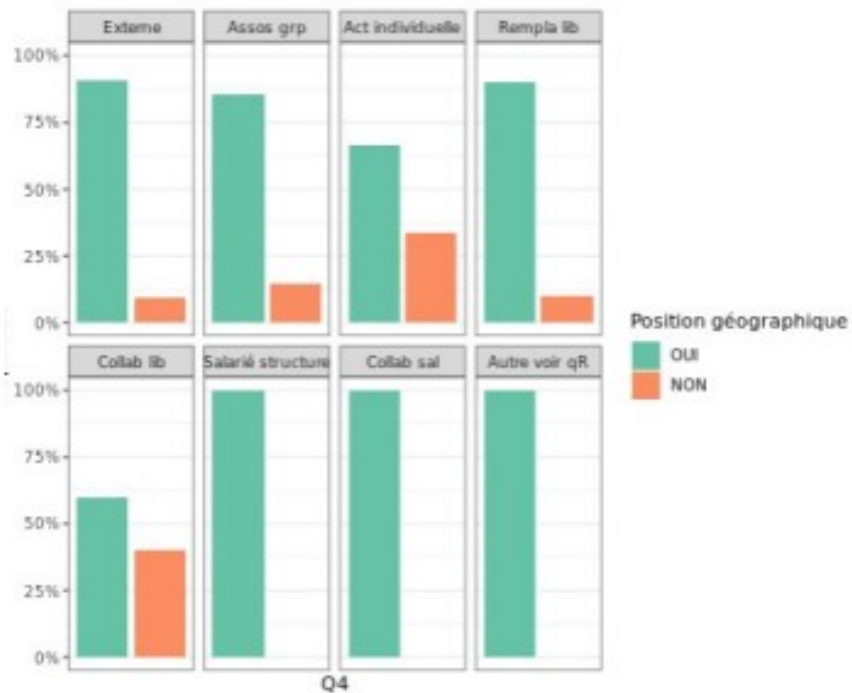 Externe Assos grp Act individuelle Rempla lib
100%
75%
50%
25%
0%
Position géographique
OUI
NON
Collab lib Salarié structure Collab sal Autre voir qR
100%
75%
50%
25%
0%
Q4